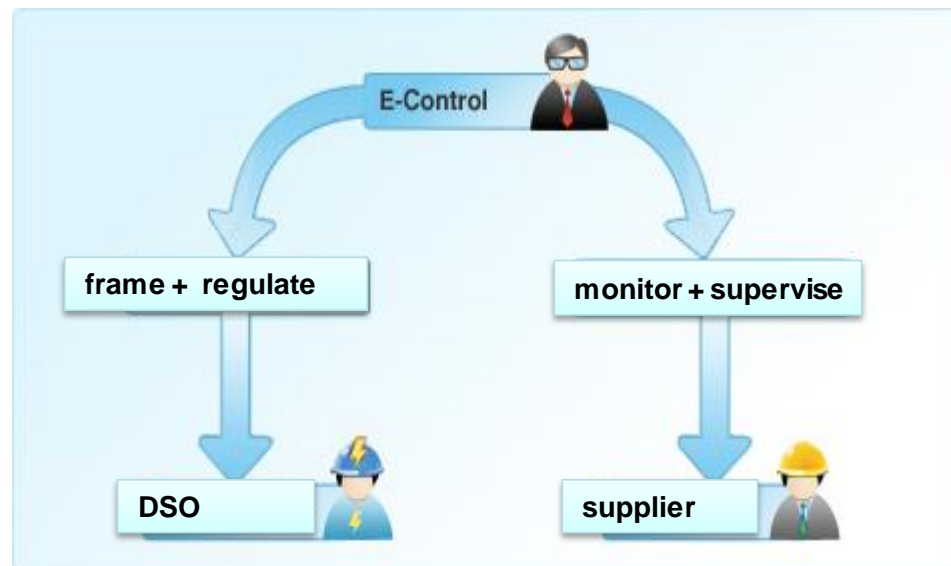 E-Control
frame + regulate
monitor + supervise
DSO
supplier